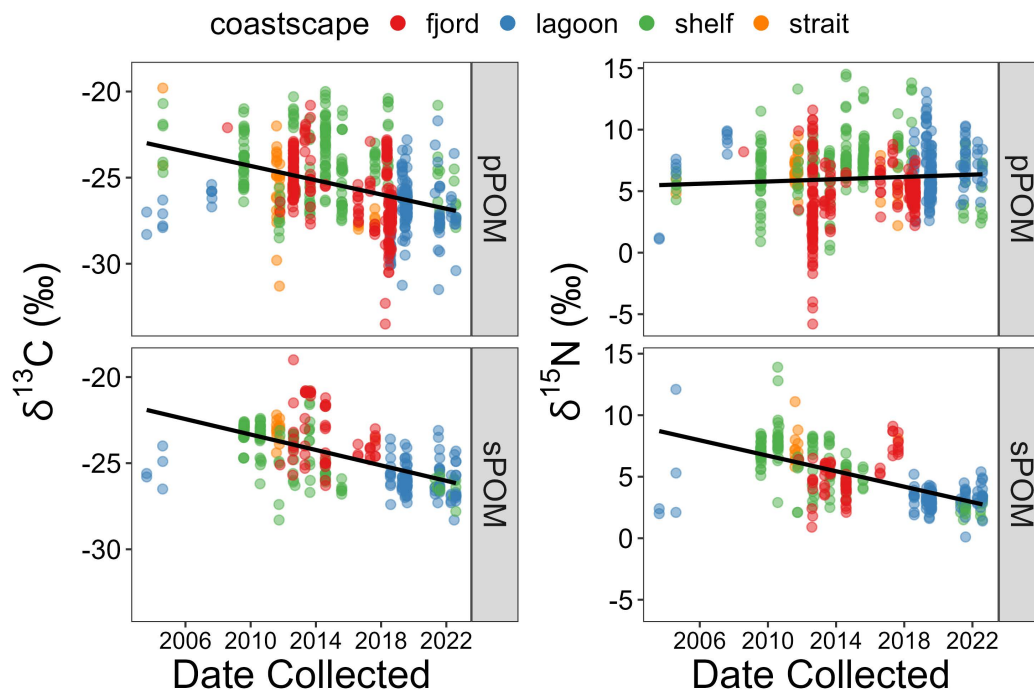 coastscape fjord lagoon shelf strait
δ¹³C (‰)
-20
-25
-30
pPOM
-20
-25
-30
sPOM
2006 2010 2014 2018 2022
Date Collected
δ¹⁵N (‰)
15
10
5
0
-5
pPOM
15
10
5
0
-5
sPOM
2006 2010 2014 2018 2022
Date Collected